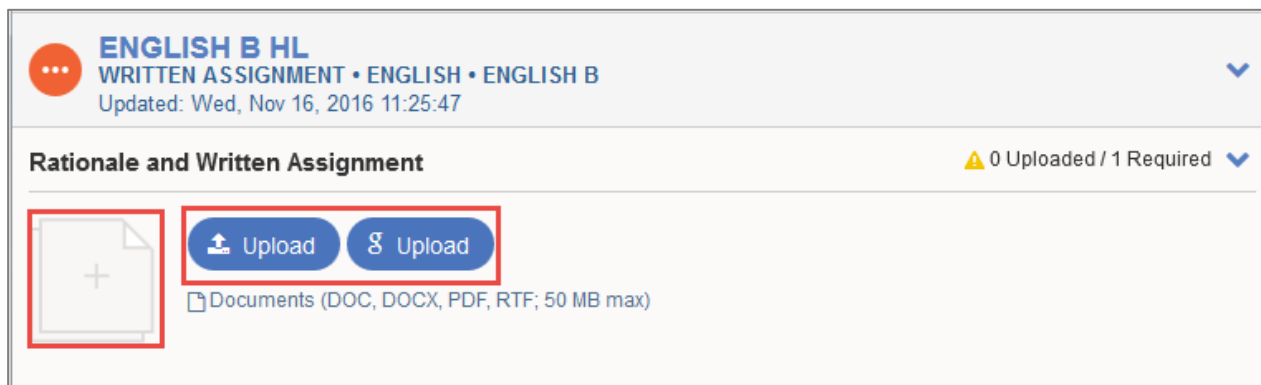 ENGLISH B HL
WRITTEN ASSIGNMENT • ENGLISH • ENGLISH B
Updated: Wed, Nov 16, 2016 11:25:47
Rationale and Written Assignment
0 Uploaded / 1 Required
Upload
g Upload
Documents (DOC, DOCX, PDF, RTF; 50 MB max)